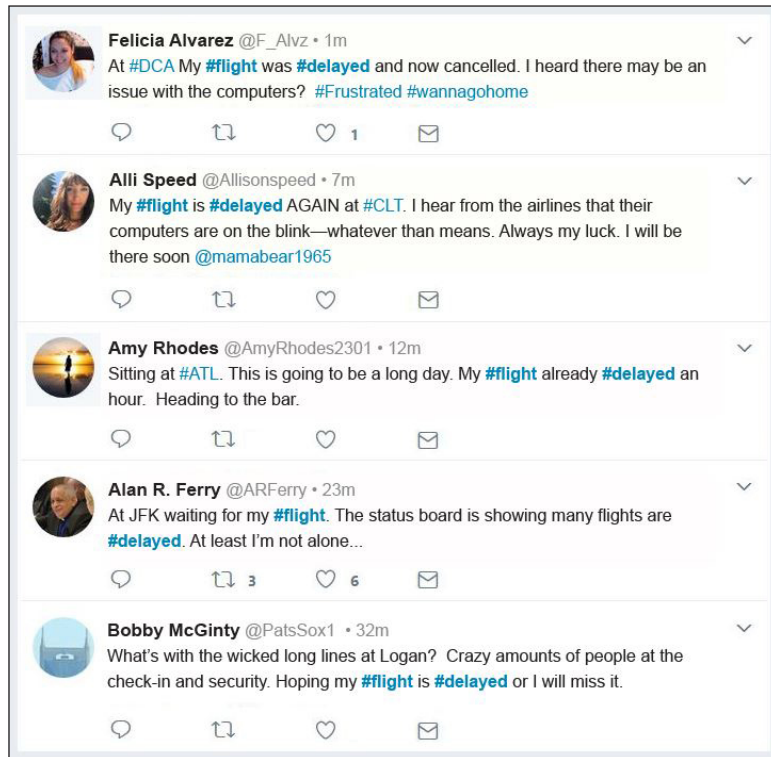 Felicia Alvarez @F_Alvz • 1m
At #DCA My #flight was #delayed and now cancelled. I heard there may be an
issue with the computers? #Frustrated #wannagohome
1
Alli Speed @Allisonspeed • 7m
My #flight is #delayed AGAIN at #CLT. I hear from the airlines that their
computers are on the blink—whatever than means. Always my luck. I will be
there soon @mamabear1965
Amy Rhodes @AmyRhodes2301 • 12m
Sitting at #ATL. This is going to be a long day. My #flight already #delayed an
hour. Heading to the bar.
Alan R. Ferry @ARFerry • 23m
At JFK waiting for my #flight. The status board is showing many flights are
#delayed. At least I'm not alone...
3 6
Bobby McGinty @PatsSox1 • 32m
What's with the wicked long lines at Logan? Crazy amounts of people at the
check-in and security. Hoping my #flight is #delayed or I will miss it.